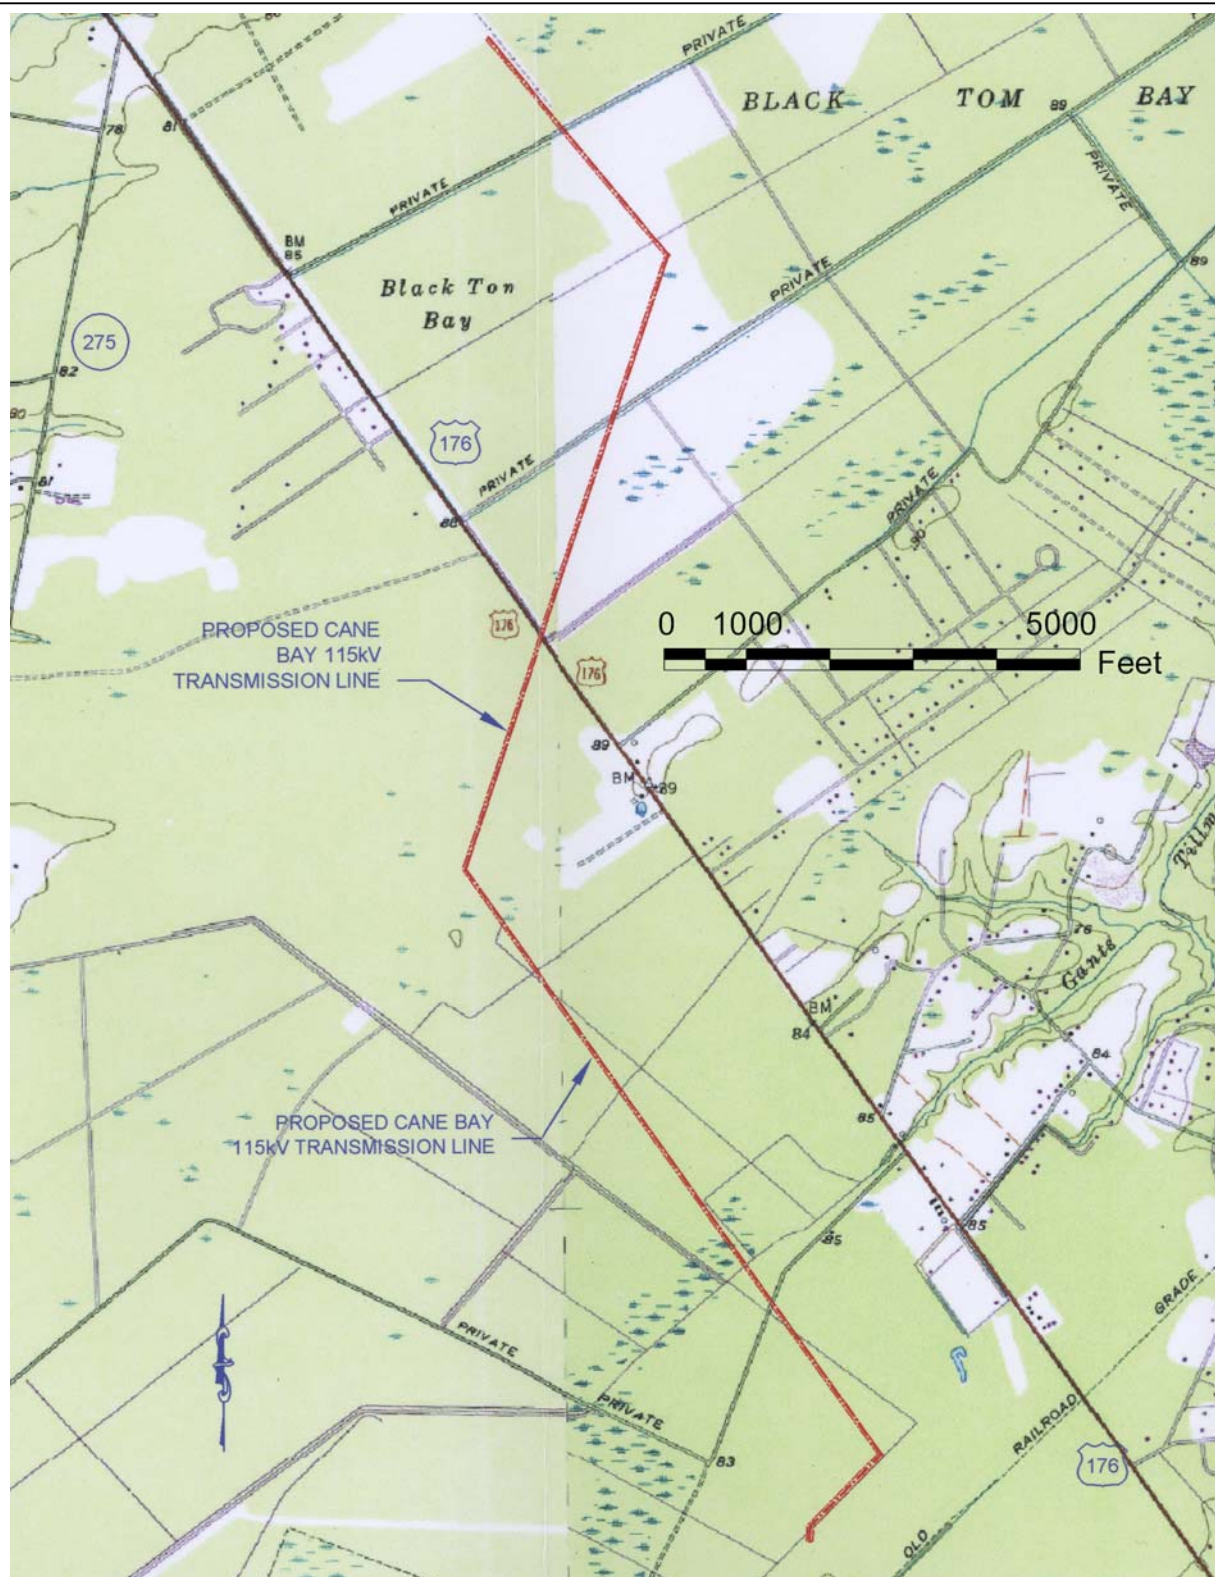 PRIVATE
BLACK TOM BAY
89
78
81
PRIVATE
PRIVATE
BM
85
89
PRIVATE
Black Ton
Bay
275
82
80
176
81
PRIVATE
PRIVATE
88
90
PROPOSED CANE
BAY 115kV
TRANSMISSION LINE
176
0 1000 5000
Feet
176
89
BM
89
76
Gants
BM
84
84
85
PROPOSED CANE BAY
115kV TRANSMISSION LINE
85
85
GRADE
PRIVATE
PRIVATE
RAILROAD
83
176
OLD